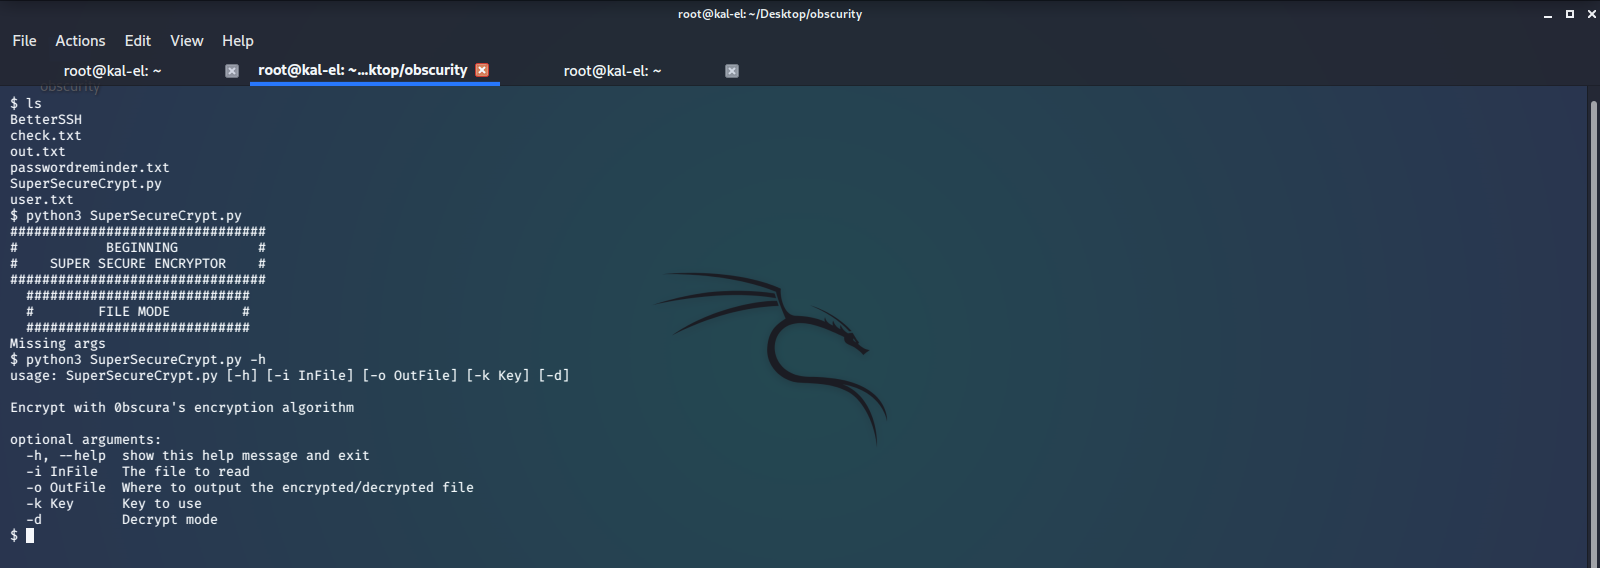 root@kal-el: ~/Desktop/obscurity
File Actions Edit View Help
root@kal-el: ~ root@kal-el: ~...ktop/obscurity root@kal-el: ~
obscurity
$ ls
BetterSSH
check.txt
out.txt
passwordreminder.txt
SuperSecureCrypt.py
user.txt
$ python3 SuperSecureCrypt.py
################################
#           BEGINNING          #
#    SUPER SECURE ENCRYPTOR    #
################################
  ############################
  #        FILE MODE         #
  ############################
Missing args
$ python3 SuperSecureCrypt.py -h
usage: SuperSecureCrypt.py [-h] [-i InFile] [-o OutFile] [-k Key] [-d]
Encrypt with 0bscura's encryption algorithm
optional arguments:
  -h, --help  show this help message and exit
  -i InFile   The file to read
  -o OutFile  Where to output the encrypted/decrypted file
  -k Key      Key to use
  -d          Decrypt mode
$